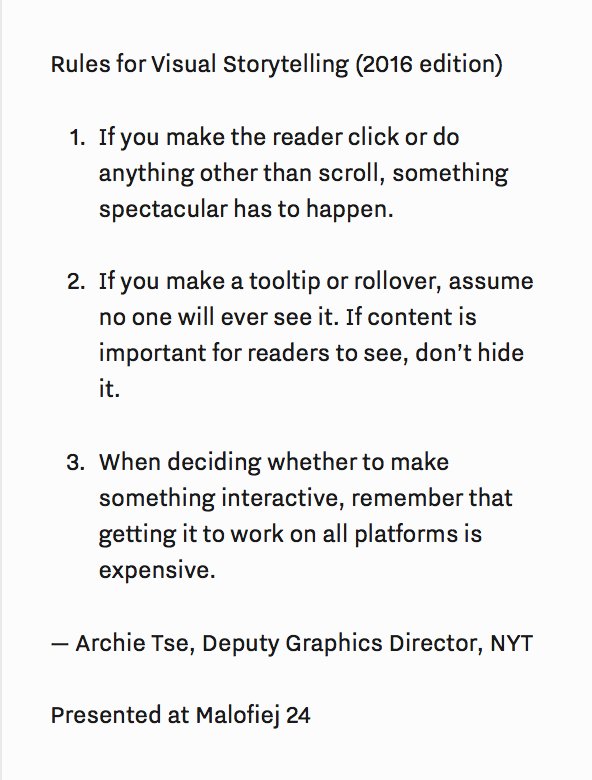 Rules for Visual Storytelling (2016 edition)
1. If you make the reader click or do
anything other than scroll, something
spectacular has to happen.
2. If you make a tooltip or rollover, assume
no one will ever see it. If content is
important for readers to see, don’t hide
it.
3. When deciding whether to make
something interactive, remember that
getting it to work on all platforms is
expensive.
— Archie Tse, Deputy Graphics Director, NYT
Presented at Malofiej 24